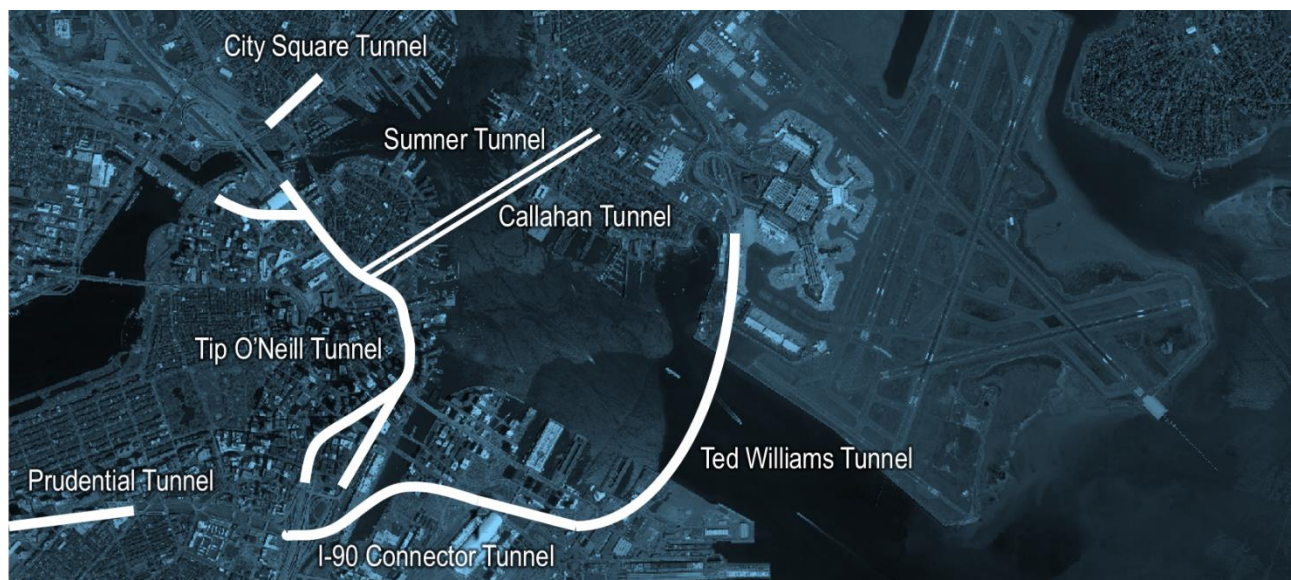 City Square Tunnel
Sumner Tunnel
Callahan Tunnel
Tip O'Neill Tunnel
Ted Williams Tunnel
Prudential Tunnel
I-90 Connector Tunnel